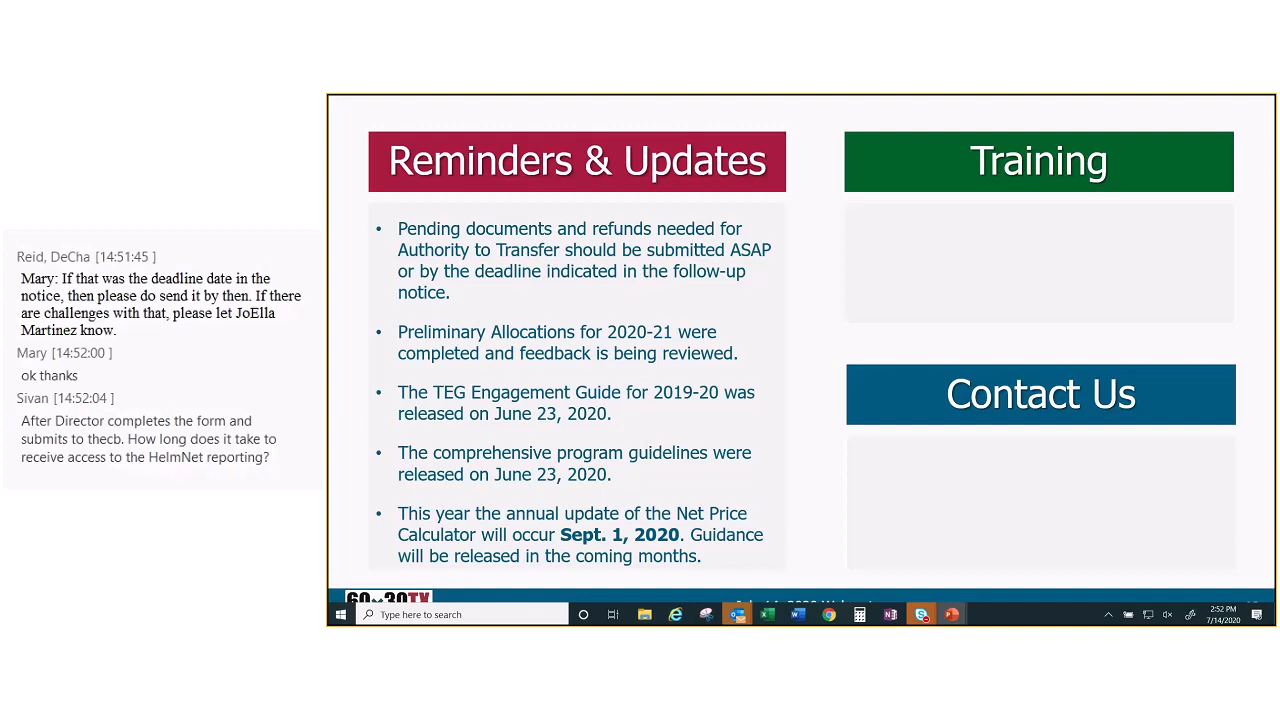 Reid, DeCha [14:51:45 ]
Mary: If that was the deadline date in the
notice, then please do send it by then. If there
are challenges with that, please let JoElla
Martinez know.
Mary [14:52:00 ]
ok thanks
Sivan [14:52:04 ]
After Director completes the form and
submits to thecb. How long does it take to
receive access to the HelmNet reporting?
Reminders & Updates
• Pending documents and refunds needed for
Authority to Transfer should be submitted ASAP
or by the deadline indicated in the follow-up
notice.
• Preliminary Allocations for 2020-21 were
completed and feedback is being reviewed.
• The TEG Engagement Guide for 2019-20 was
released on June 23, 2020.
• The comprehensive program guidelines were
released on June 23, 2020.
• This year the annual update of the Net Price
Calculator will occur Sept. 1, 2020. Guidance
will be released in the coming months.
Training
Contact Us
Type here to search
2:52 PM
7/14/2020